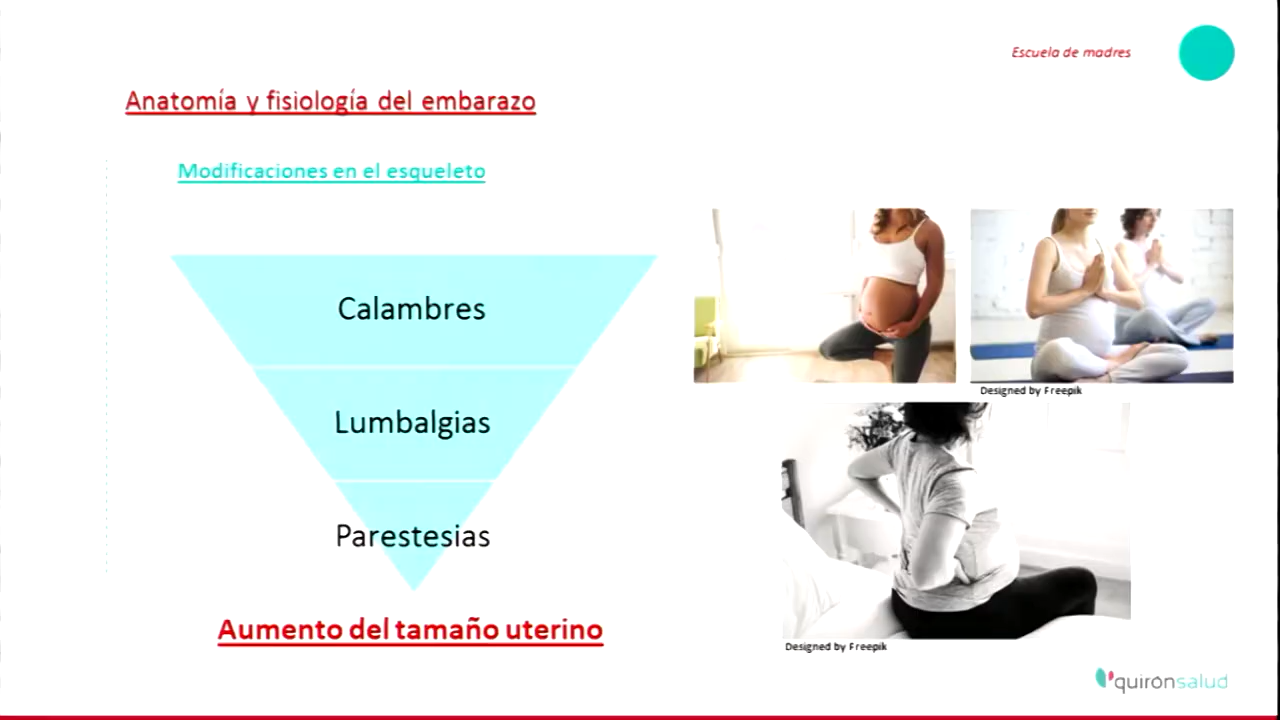 Escuela de madres
Anatomía y fisiología del embarazo
Modificaciones en el esqueleto
Calambres
Lumbalgias
Parestesias
Aumento del tamaño uterino
Designed by Freepik
Designed by Freepik
quirónsalud